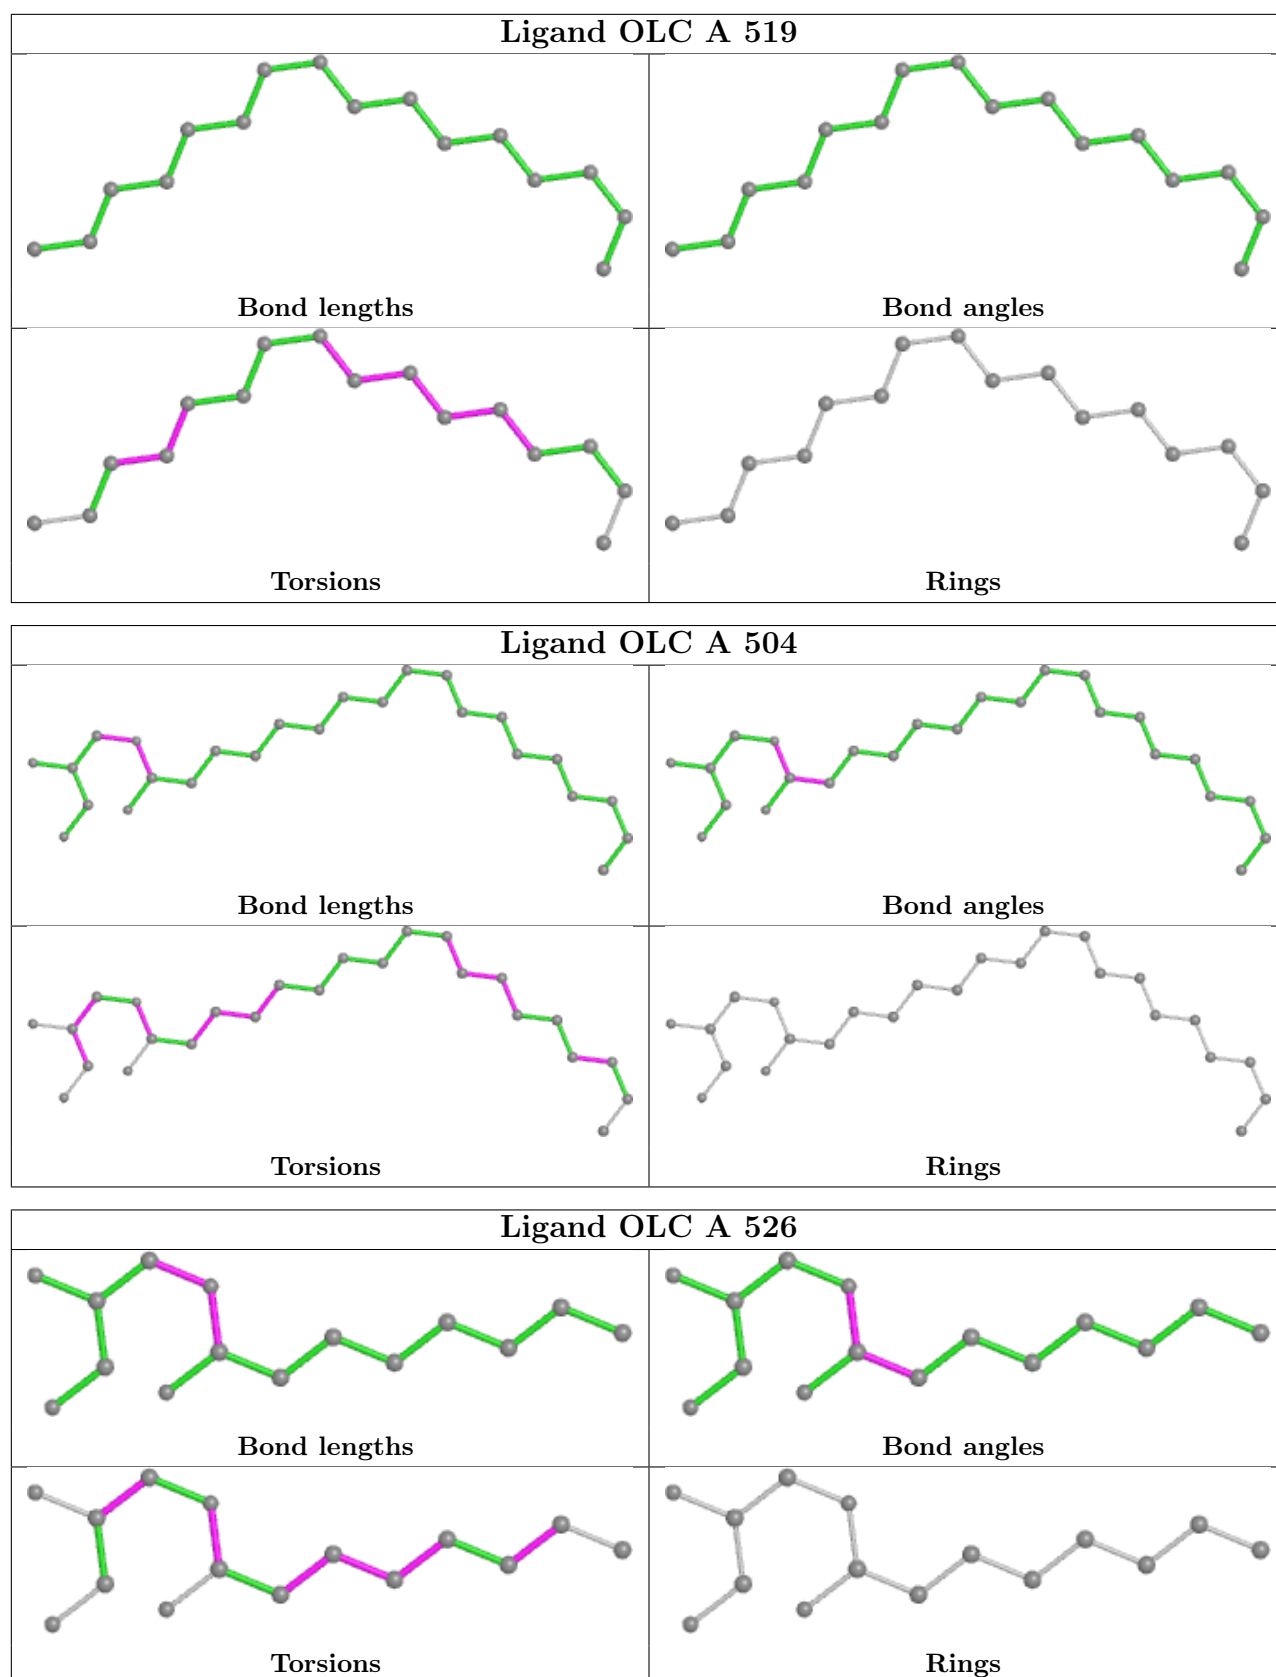 Ligand OLC A 519
Bond lengths
Bond angles
Torsions
Rings
Ligand OLC A 504
Bond lengths
Bond angles
Torsions
Rings
Ligand OLC A 526
Bond lengths
Bond angles
Torsions
Rings